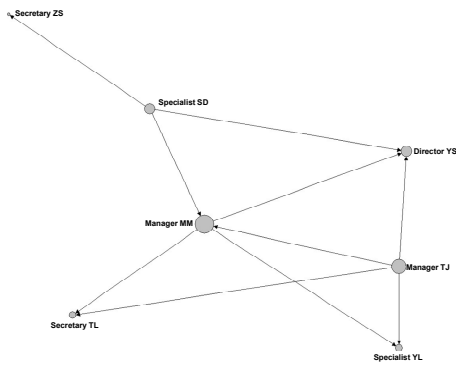 Secretary ZS
Specialist SD
Director YS
Manager MM
Manager TJ
Secretary TL
Specialist YL